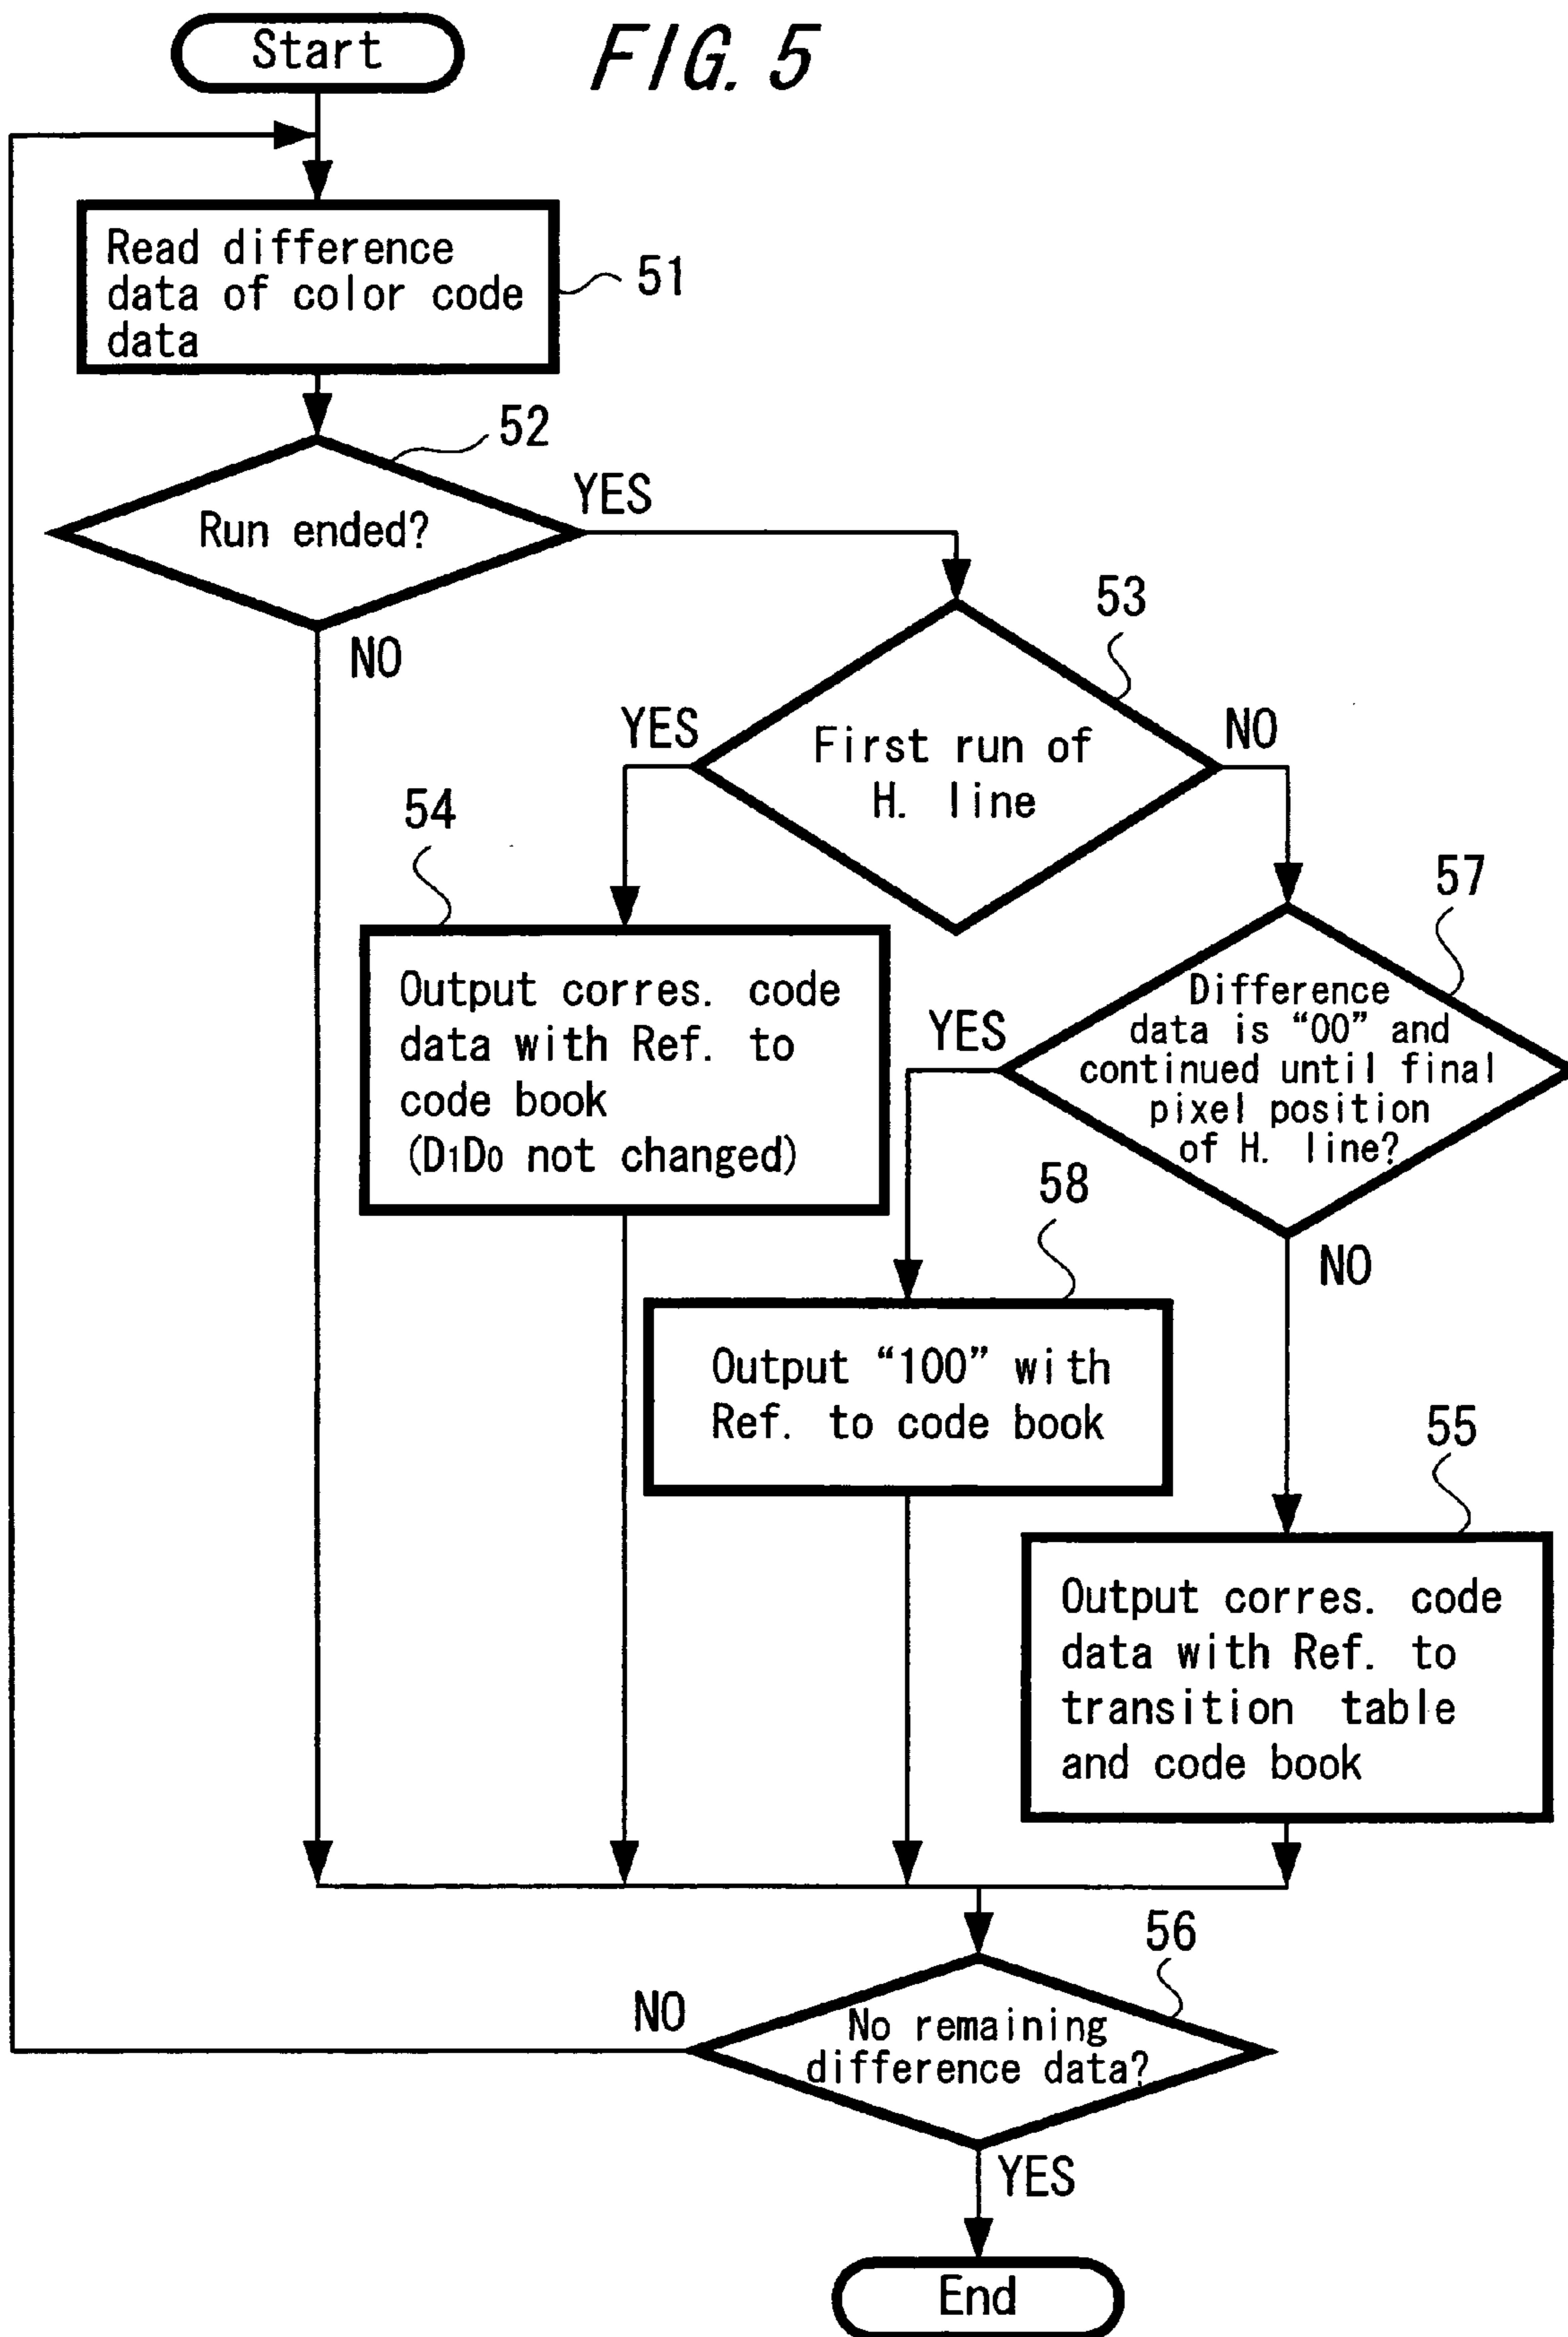 Start
FIG. 5
Read difference
data of color code
data
51
52
Run ended?
YES
NO
53
First run of
H. line
YES
NO
54
Output corres. code
data with Ref. to
code book
(D1D0 not changed)
57
Difference
data is “00” and
continued until final
pixel position
of H. line?
YES
NO
58
Output “100” with
Ref. to code book
55
Output corres. code
data with Ref. to
transition table
and code book
56
No remaining
difference data?
NO
YES
End